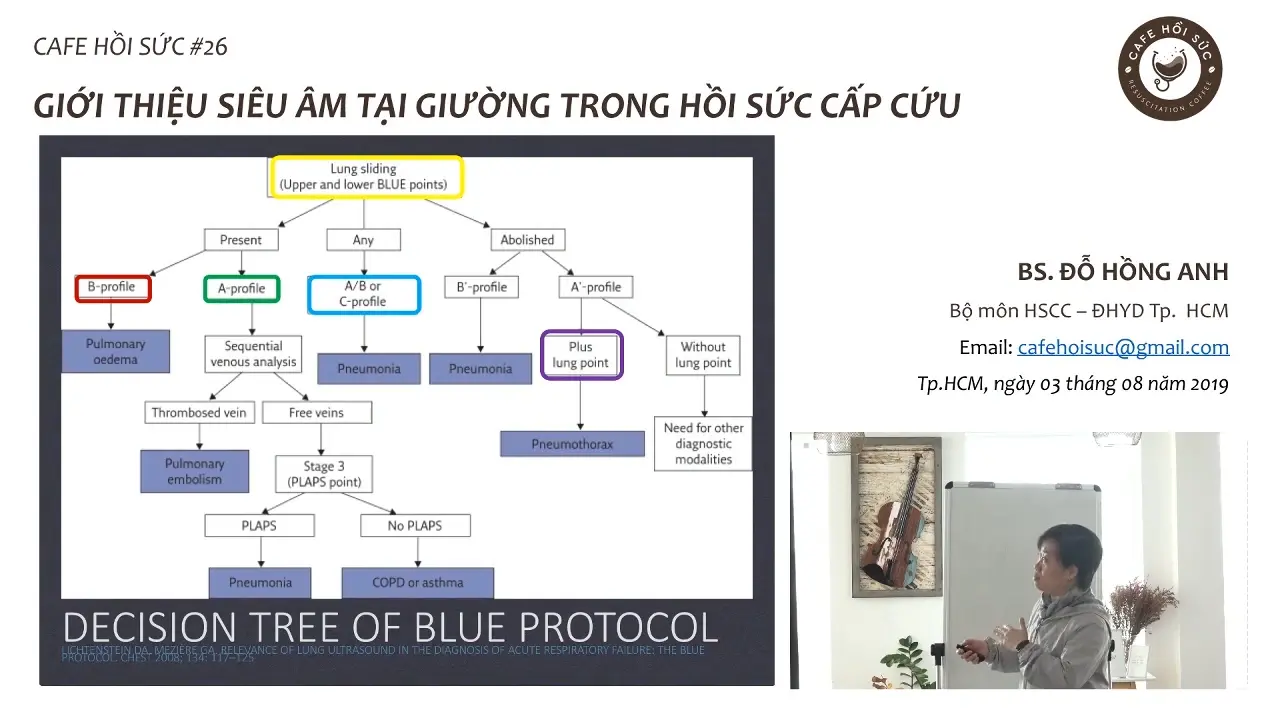 CAFE HỒI SỨC #26
CAFE HỒI SỨC
RESUSCITATION COFFEE
GIỚI THIỆU SIÊU ÂM TẠI GIƯỜNG TRONG HỒI SỨC CẤP CỨU
Lung sliding
(Upper and lower BLUE points)
Present
Any
Abolished
B-profile
A-profile
A/B or
C-profile
B'-profile
A'-profile
Pulmonary
oedema
Sequential
venous analysis
Pneumonia
Pneumonia
Plus
lung point
Without
lung point
Thrombosed vein
Free veins
Pneumothorax
Need for other
diagnostic
modalities
Pulmonary
embolism
Stage 3
(PLAPS point)
PLAPS
No PLAPS
Pneumonia
COPD or asthma
DECISION TREE OF BLUE PROTOCOL
LICHTENSTEIN DA, MEZIÈRE GA. RELEVANCE OF LUNG ULTRASOUND IN THE DIAGNOSIS OF ACUTE RESPIRATORY FAILURE: THE BLUE
PROTOCOL. CHEST 2008; 134: 117–125
BS. ĐỖ HỒNG ANH
Bộ môn HSCC – ĐHYD Tp. HCM
Email: cafehoisuc@gmail.com
Tp.HCM, ngày 03 tháng 08 năm 2019